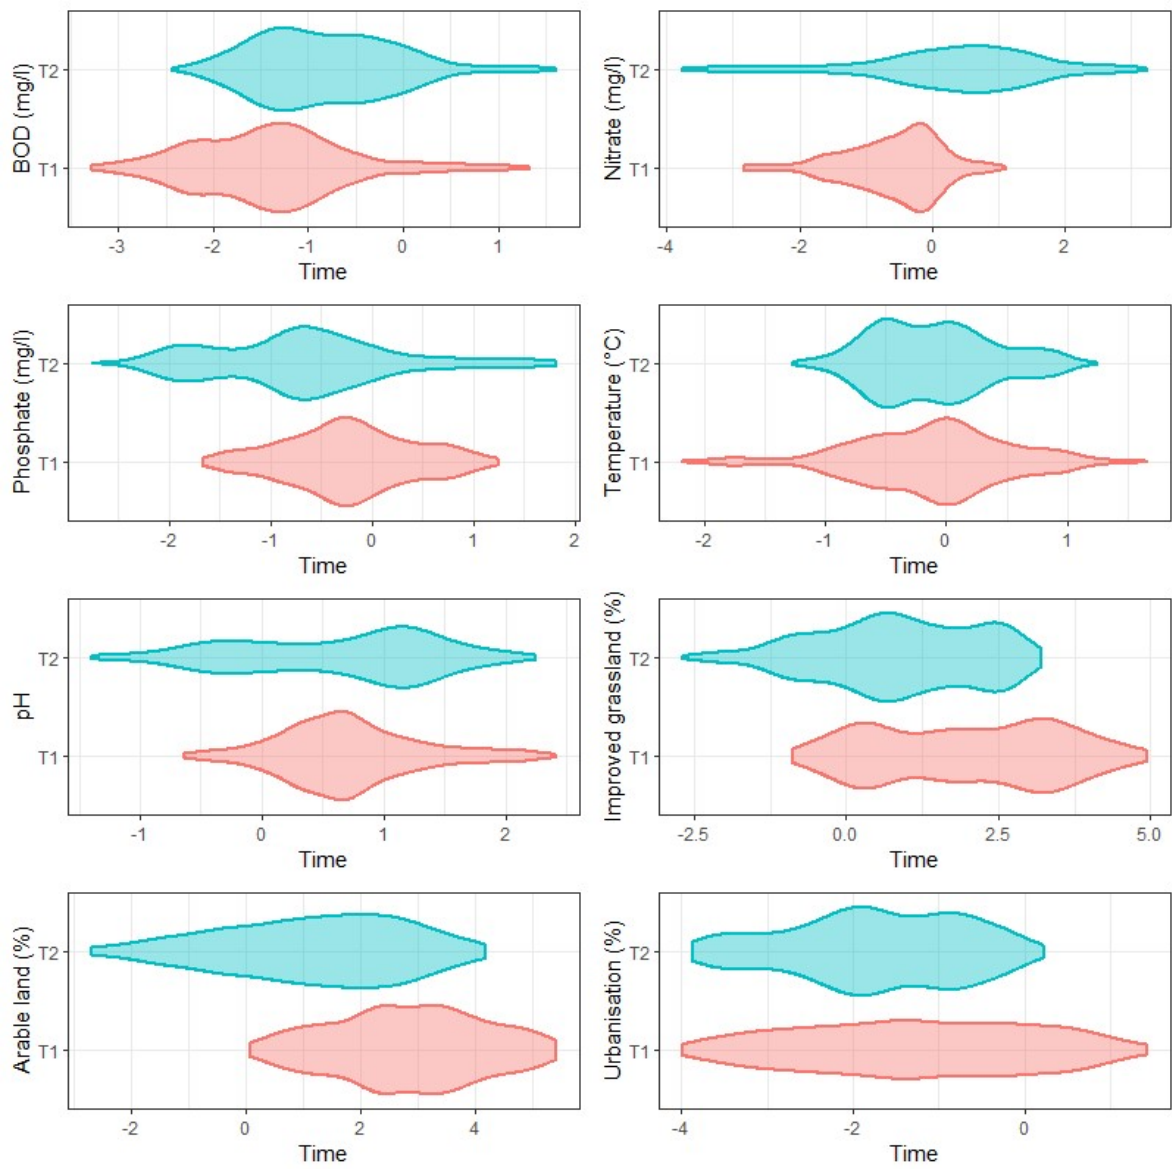 BOD (mg/l)
T2
T1
-3 -2 -1 0 1
Time
Nitrate (mg/l)
T2
T1
-4 -2 0 2
Time
Phosphate (mg/l)
T2
T1
-2 -1 0 1 2
Time
Temperature (°C)
T2
T1
-2 -1 0 1
Time
pH
T2
T1
-1 0 1 2
Time
Improved grassland (%)
T2
T1
-2.5 0.0 2.5 5.0
Time
Arable land (%)
T2
T1
-2 0 2 4
Time
Urbanisation (%)
T2
T1
-4 -2 0
Time